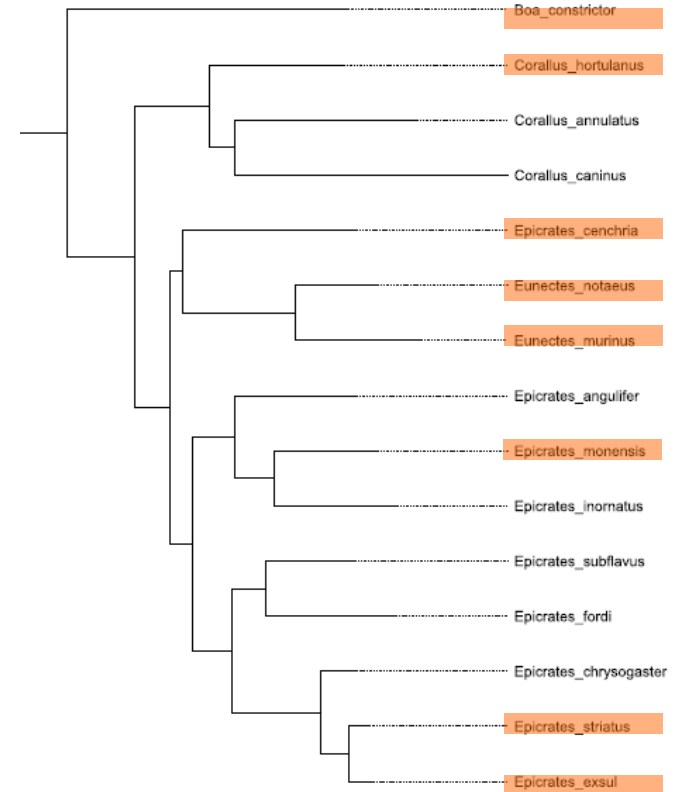 Boa_constrictor
Corallus_hortulanus
Corallus_annulatus
Corallus_caninus
Epicrates_cenchria
Eunectes_notaeus
Eunectes_murinus
Epicrates_angulifer
Epicrates_monensis
Epicrates_inornatus
Epicrates_subflavus
Epicrates_fordi
Epicrates_chrysogaster
Epicrates_striatus
Epicrates_exsul